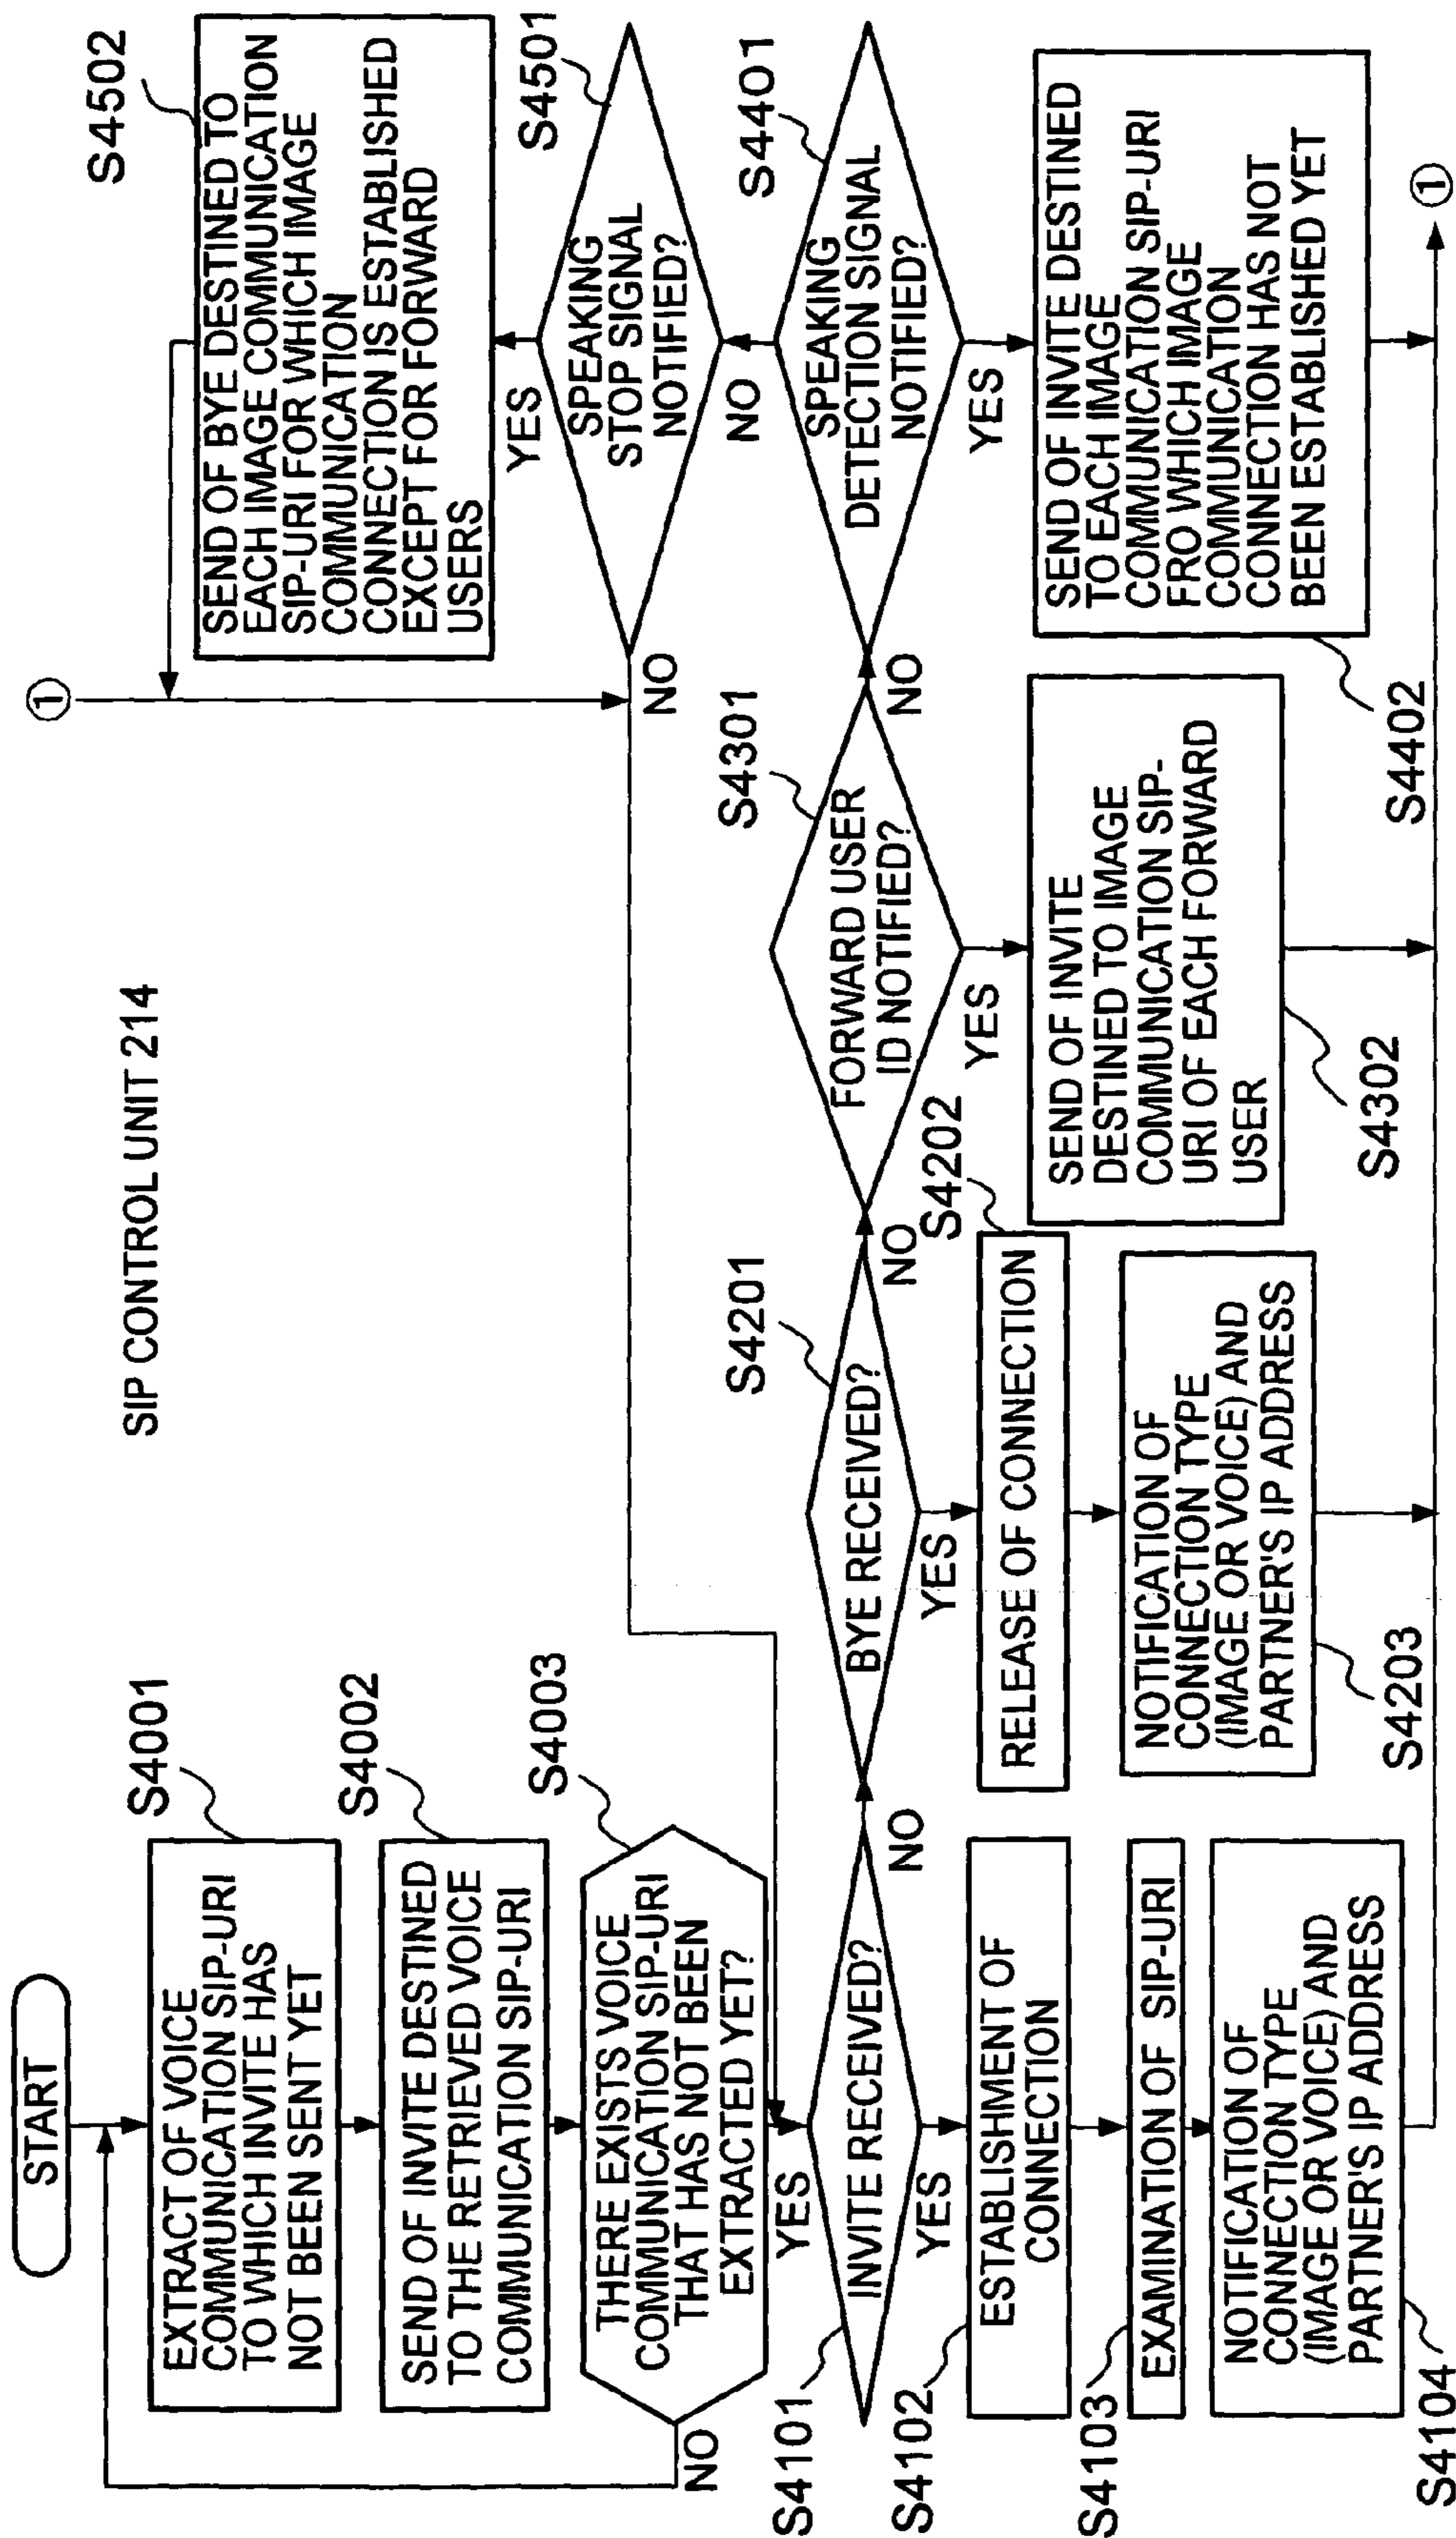 SIP CONTROL UNIT 214
START
EXTRACT OF VOICE
COMMUNICATION SIP-URI
TO WHICH INVITE HAS
NOT BEEN SENT YET
S4001
SEND OF INVITE DESTINED
TO THE RETRIEVED VOICE
COMMUNICATION SIP-URI
S4002
THERE EXISTS VOICE
COMMUNICATION SIP-URI
THAT HAS NOT BEEN
EXTRACTED YET?
S4003
NO
YES
INVITE RECEIVED?
S4101
NO
YES
ESTABLISHMENT OF
CONNECTION
S4102
EXAMINATION OF SIP-URI
S4103
NOTIFICATION OF
CONNECTION TYPE
(IMAGE OR VOICE) AND
PARTNER'S IP ADDRESS
S4104
BYE RECEIVED?
S4201
NO
YES
RELEASE OF CONNECTION
S4202
NOTIFICATION OF
CONNECTION TYPE
(IMAGE OR VOICE) AND
PARTNER'S IP ADDRESS
S4203
FORWARD USER
ID NOTIFIED?
S4301
NO
YES
SEND OF INVITE
DESTINED TO IMAGE
COMMUNICATION SIP-
URI OF EACH FORWARD
USER
S4302
SPEAKING
DETECTION SIGNAL
NOTIFIED?
S4401
NO
YES
SEND OF INVITE DESTINED
TO EACH IMAGE
COMMUNICATION SIP-URI
FRO WHICH IMAGE
COMMUNICATION
CONNECTION HAS NOT
BEEN ESTABLISHED YET
S4402
①
SPEAKING
STOP SIGNAL
NOTIFIED?
S4501
YES
NO
SEND OF BYE DESTINED TO
EACH IMAGE COMMUNICATION
SIP-URI FOR WHICH IMAGE
COMMUNICATION
CONNECTION IS ESTABLISHED
EXCEPT FOR FORWARD
USERS
S4502
①